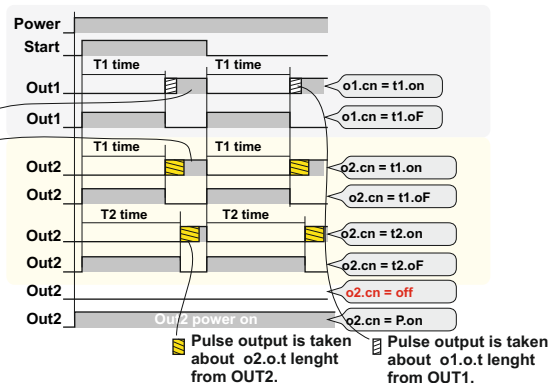 Power
Start
T1 time T1 time
Out1 o1.cn = t1.on
Out1 o1.cn = t1.oF
T1 time T1 time
Out2 o2.cn = t1.on
Out2 o2.cn = t1.oF
T2 time T2 time
Out2 o2.cn = t2.on
Out2 o2.cn = t2.oF
Out2 o2.cn = off
Out2 Out2 power on o2.cn = P.on
Pulse output is taken
about o2.o.t lenght
from OUT2.
Pulse output is taken
about o1.o.t lenght
from OUT1.